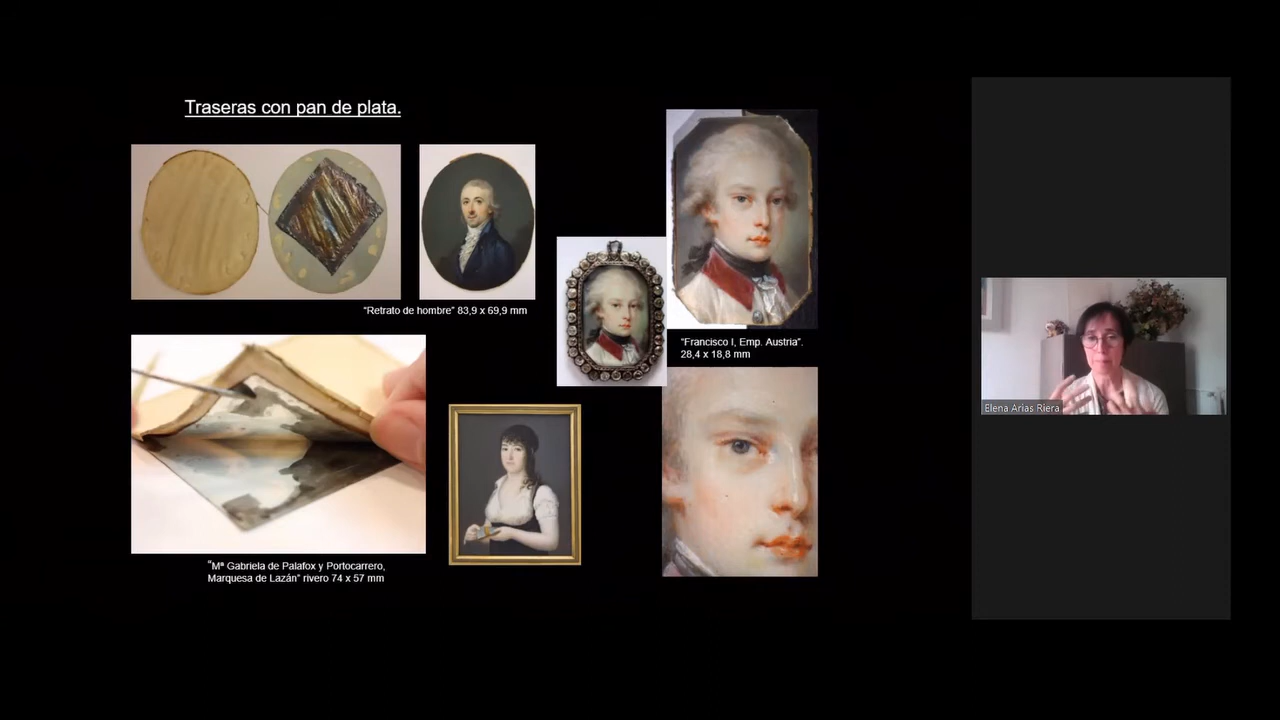 Traseras con pan de plata.
“Retrato de hombre” 83,9 x 69,9 mm
“Francisco I, Emp. Austria”.
28,4 x 18,8 mm
“Mª Gabriela de Palafox y Portocarrero,
Marquesa de Lazán” rivero 74 x 57 mm
Elena Arias Riera